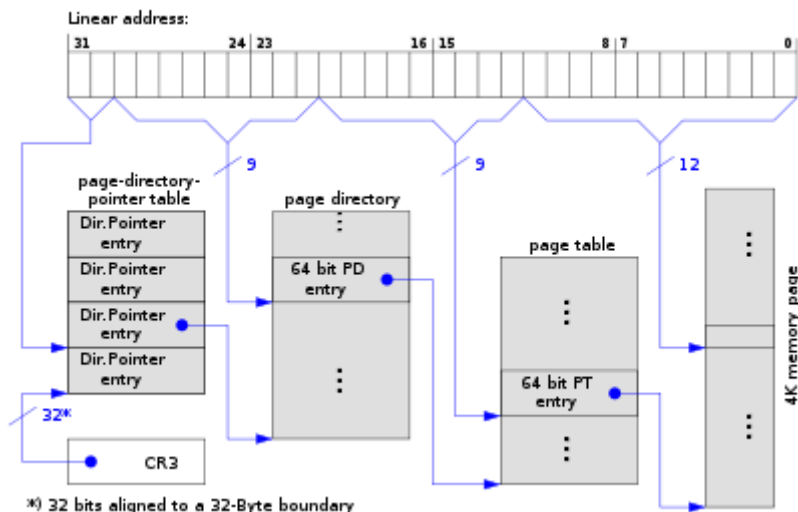 Linear address:
31 24 23 16 15 8 7 0
9 9 12
page-directory-
pointer table
page directory
page table
4K memory page
Dir.Pointer
entry
Dir.Pointer
entry
Dir.Pointer
entry
Dir.Pointer
entry
64 bit PD
entry
64 bit PT
entry
32*
CR3
*) 32 bits aligned to a 32-Byte boundary